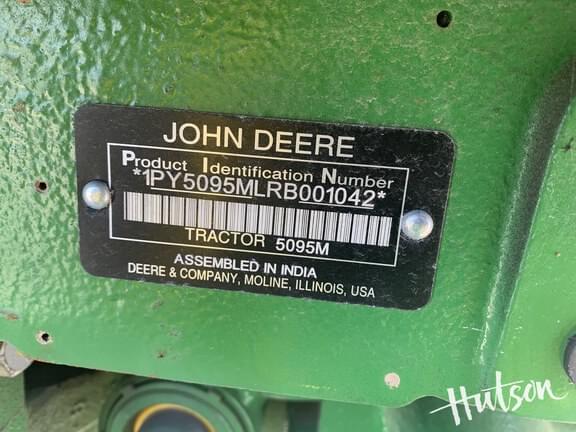 JOHN DEERE
Product Identification Number
*1PY5095MLRB001042*
TRACTOR 5095M
ASSEMBLED IN INDIA
DEERE & COMPANY, MOLINE, ILLINOIS, USA
Hutson